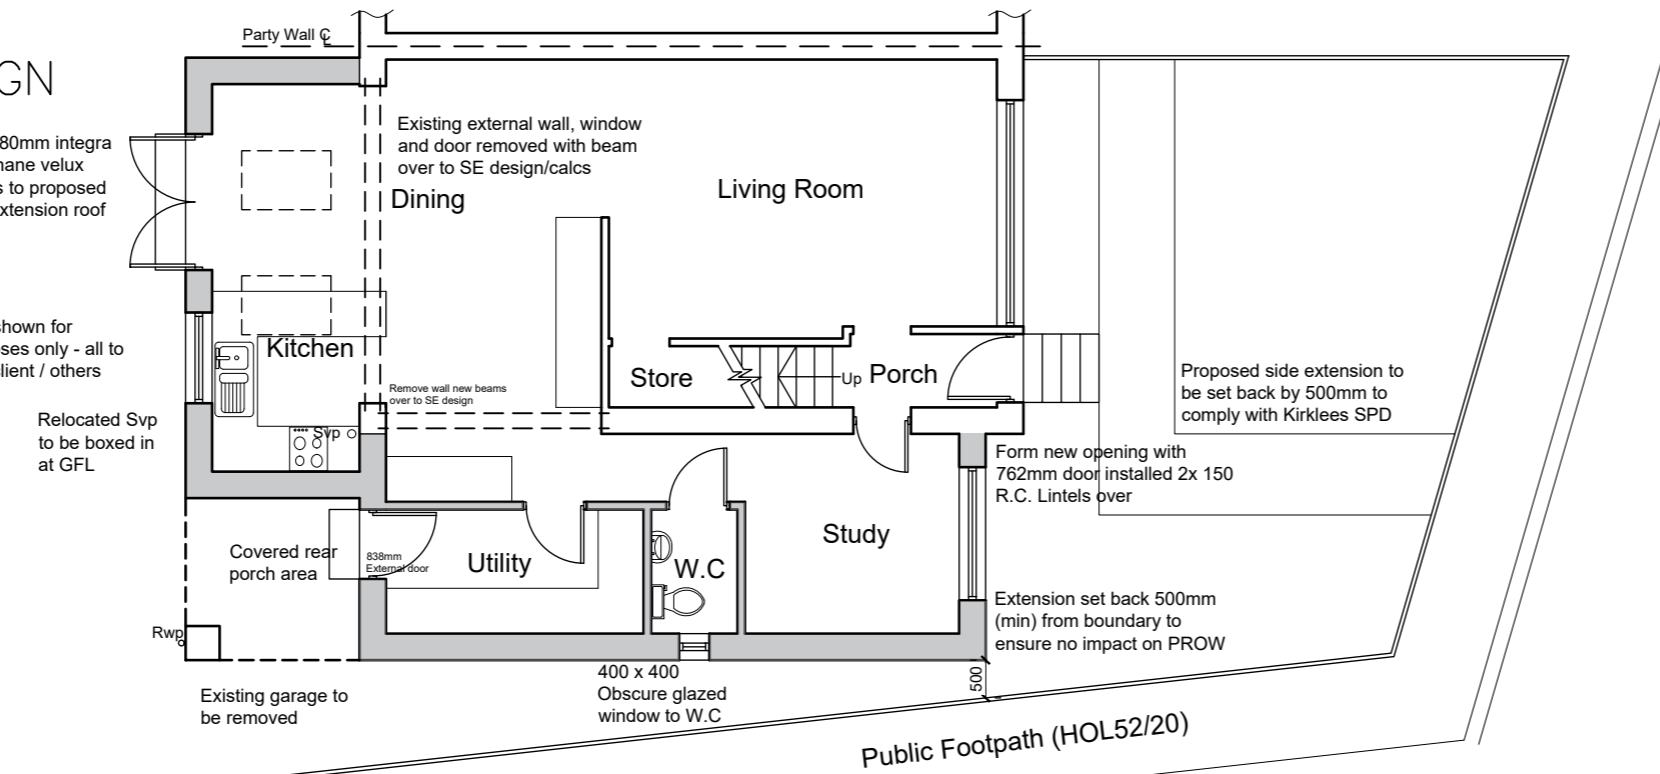 Party Wall ℄
GN
80mm integra
hane velux
s to proposed
xtension roof
Existing external wall, window
and door removed with beam
over to SE design/calcs
Dining
Living Room
shown for
oses only - all to
client / others
Kitchen
Remove wall new beams
over to SE design
Store
Up
Porch
Proposed side extension to
be set back by 500mm to
comply with Kirklees SPD
Relocated Svp
to be boxed in
at GFL
Svp
Form new opening with
762mm door installed 2x 150
R.C. Lintels over
Study
Covered rear
porch area
838mm
External door
Utility
W.C
Extension set back 500mm
(min) from boundary to
ensure no impact on PROW
Rwp
400 x 400
Obscure glazed
window to W.C
500
Existing garage to
be removed
Public Footpath (HOL52/20)